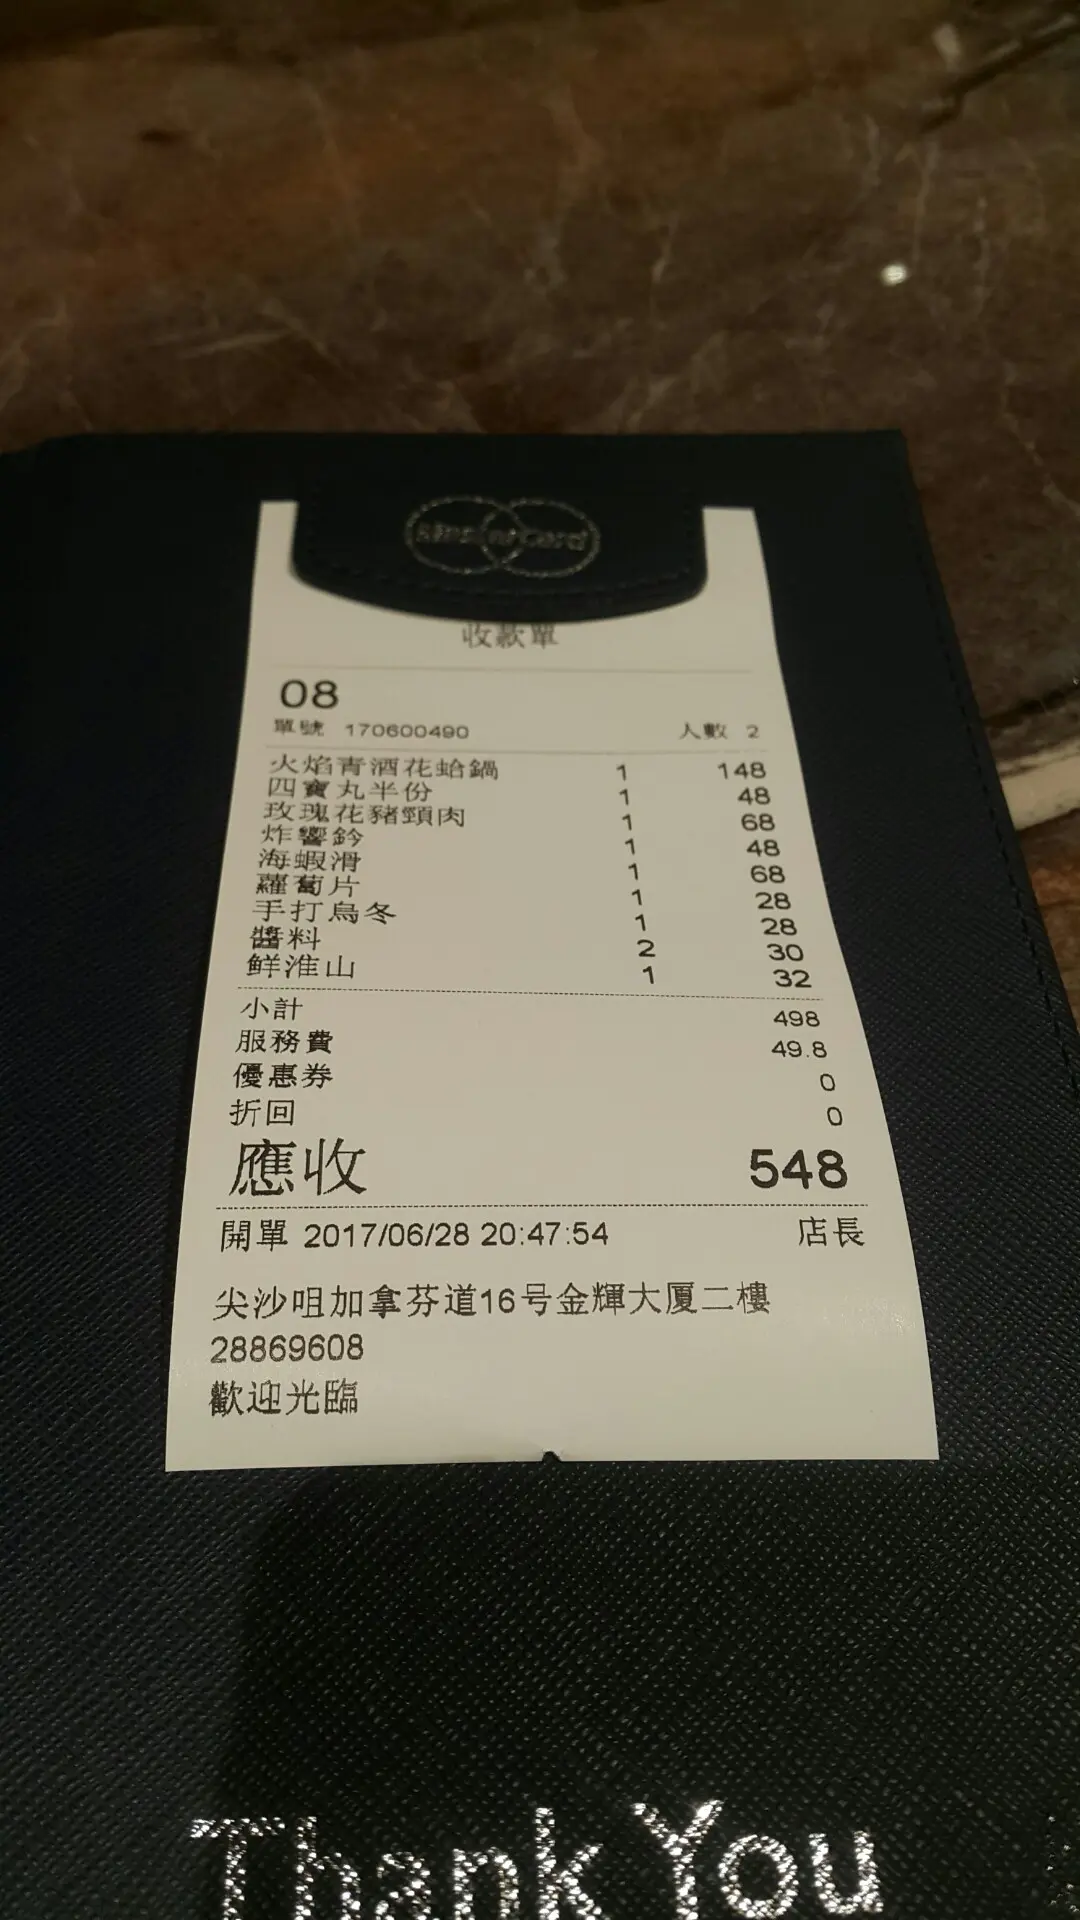 收款單
08
單號 170600490 人數 2
火焰青酒花蛤鍋 1 148
四寶丸半份 1 48
玫瑰花豬頸肉 1 68
炸響鈴 1 48
海蝦滑 1 68
蘿蔔片 1 28
手打烏冬 1 28
醬料 2 30
鮮淮山 1 32
小計 498
服務費 49.8
優惠券 0
折回 0
應收 548
開單 2017/06/28 20:47:54 店長
尖沙咀加拿芬道16号金輝大厦二樓
28869608
歡迎光臨
Thank You